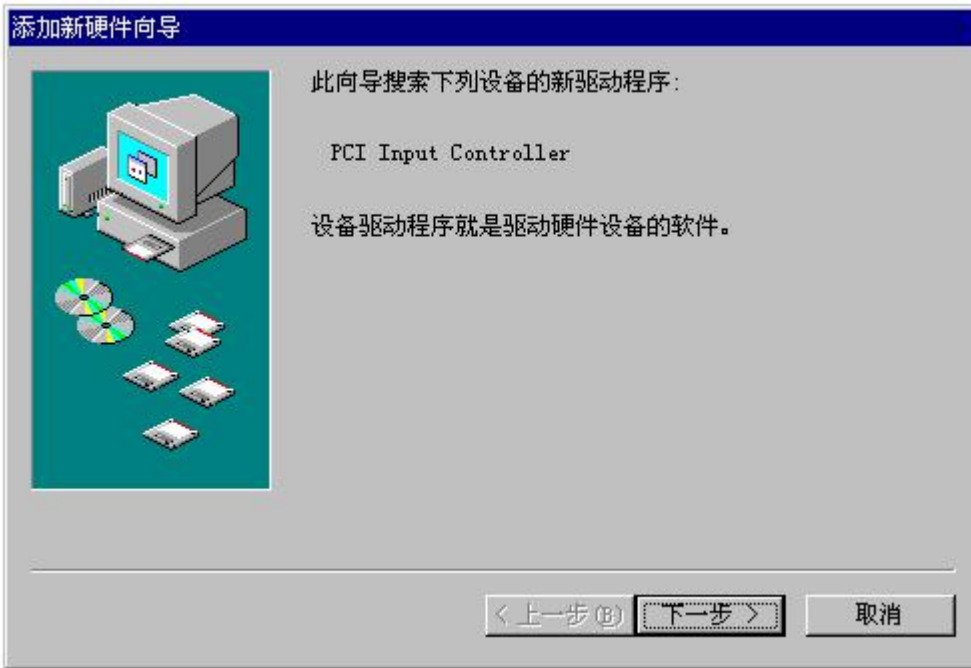 添加新硬件向导
此向导搜索下列设备的新驱动程序:
PCI Input Controller
设备驱动程序就是驱动硬件设备的软件。
< 上一步(B) 下一步 > 取消